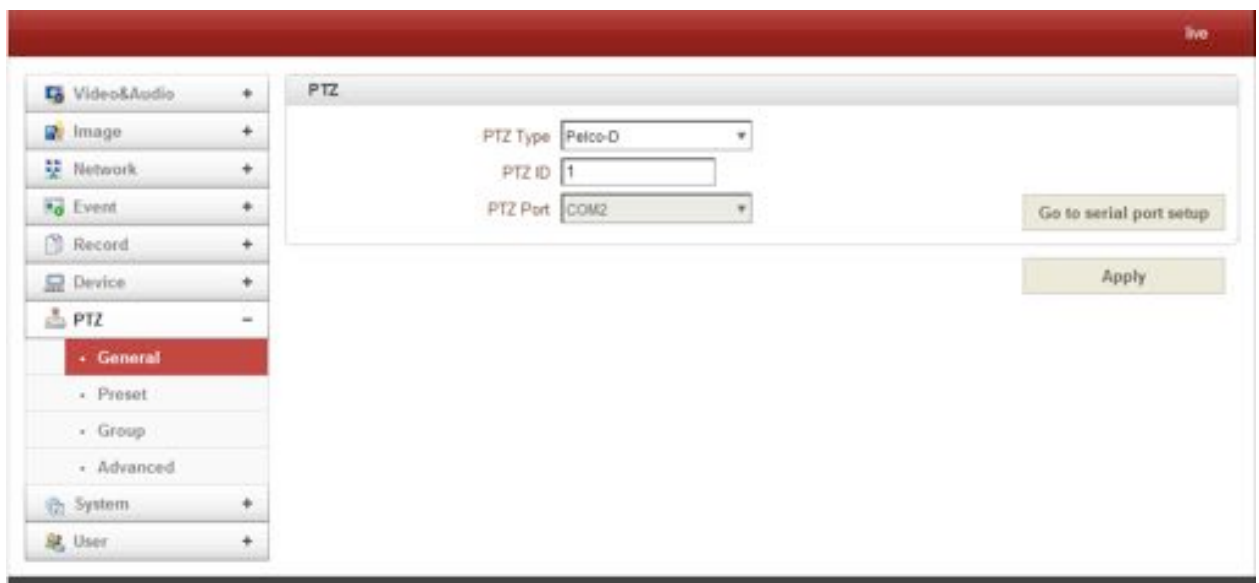 live
Video&Audio +
Image +
Network +
Event +
Record +
Device +
PTZ -
• General
• Preset
• Group
• Advanced
System +
User +
PTZ
PTZ Type Pelco-D
PTZ ID 1
PTZ Port COM2
Go to serial port setup
Apply